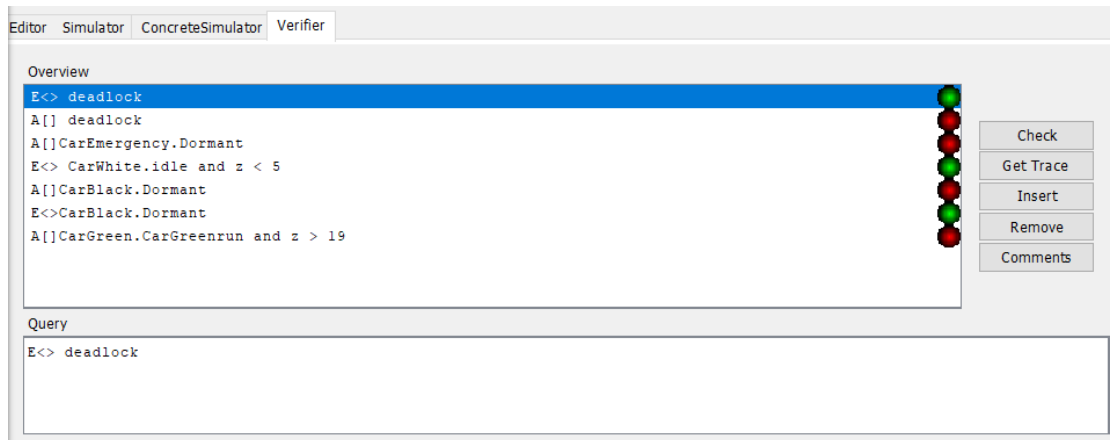 Editor Simulator ConcreteSimulator Verifier
Overview
E<> deadlock
A[] deadlock
A[]CarEmergency.Dormant
E<> CarWhite.idle and z < 5
A[]CarBlack.Dormant
E<>CarBlack.Dormant
A[]CarGreen.CarGreenrun and z > 19
Check
Get Trace
Insert
Remove
Comments
Query
E<> deadlock